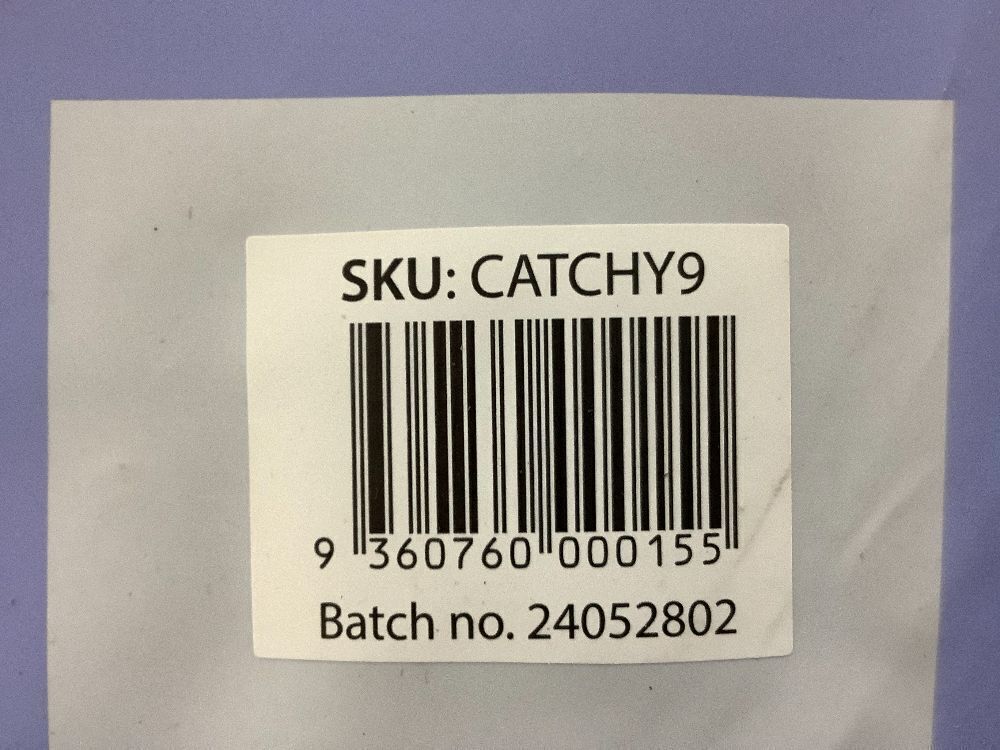 SKU: CATCHY9
9 360760 000155
Batch no. 24052802